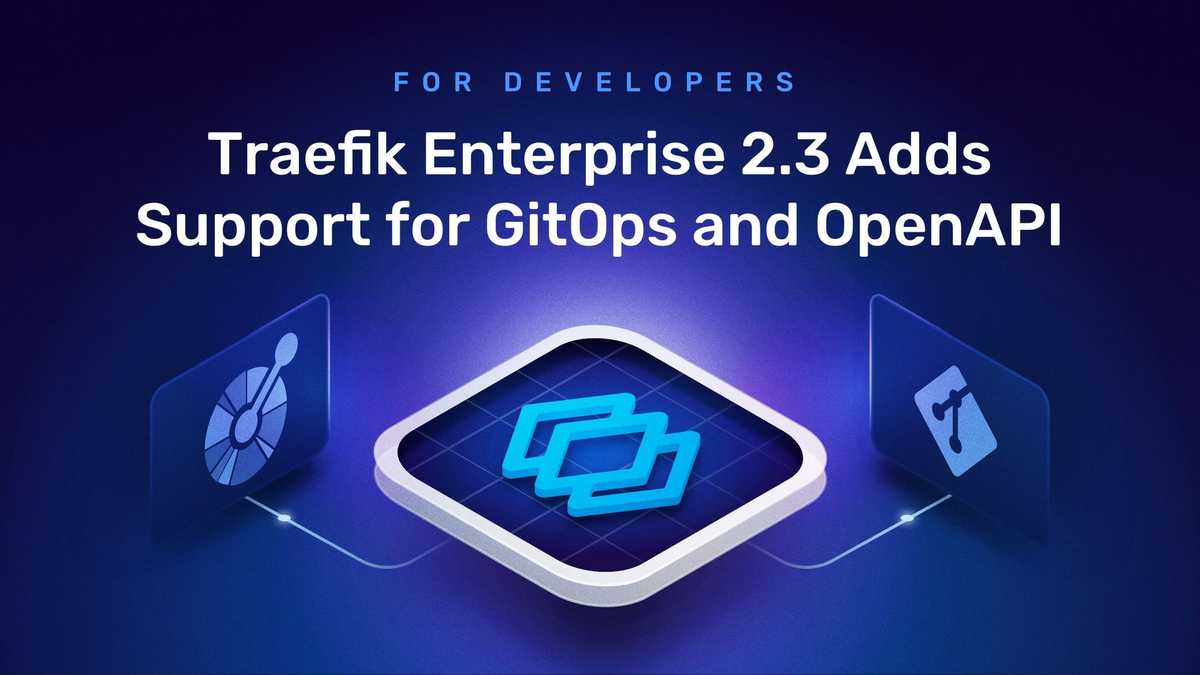 FOR DEVELOPERS
Traefik Enterprise 2.3 Adds
Support for GitOps and OpenAPI